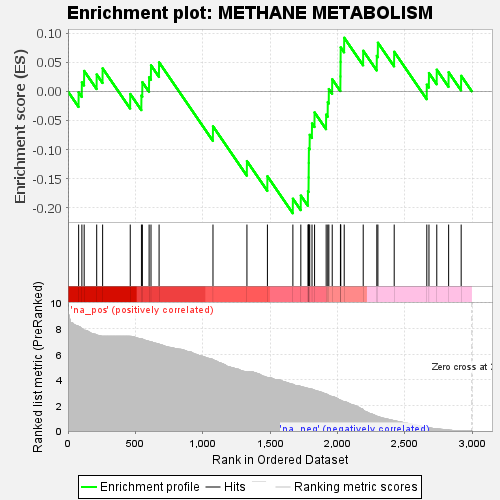 Enrichment plot: METHANE METABOLISM
Enrichment score (ES)
0.10
0.05
0.00
-0.05
-0.10
-0.15
-0.20
Ranked list metric (PreRanked)
10
8
6
4
2
0
'na_pos' (positively correlated)
Zero cross at
'na_neg' (negatively correlated)
0
500
1,000
1,500
2,000
2,500
3,000
Rank in Ordered Dataset
Enrichment profile
Hits
Ranking metric scores